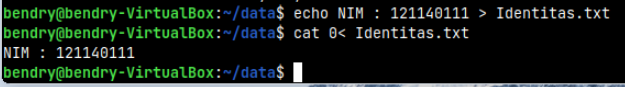 bendry@bendry-VirtualBox:~/data$ echo NIM : 121140111 > Identitas.txt
bendry@bendry-VirtualBox:~/data$ cat 0< Identitas.txt
NIM : 121140111
bendry@bendry-VirtualBox:~/data$